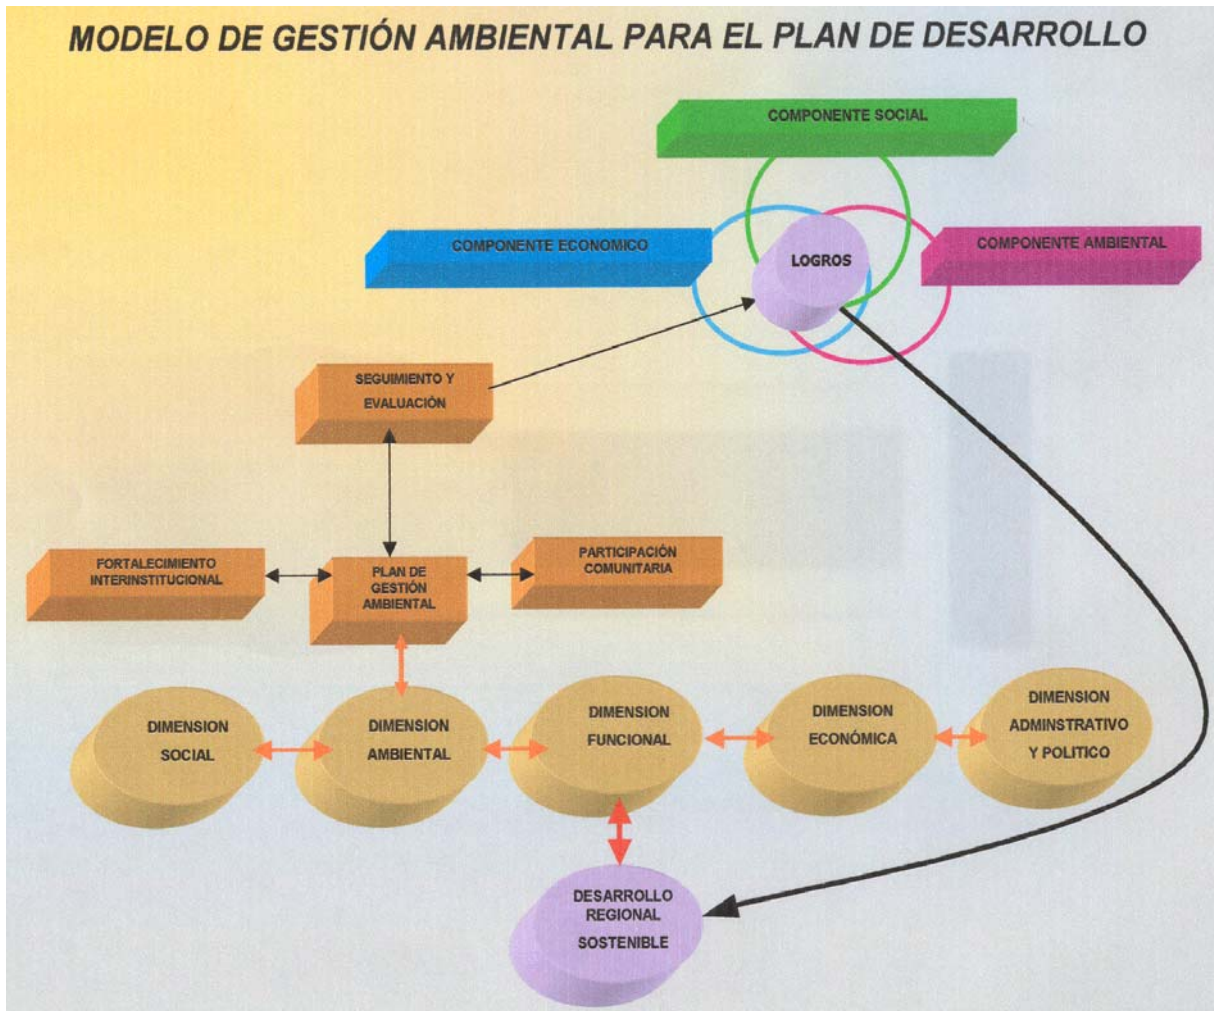 MODELO DE GESTIÓN AMBIENTAL PARA EL PLAN DE DESARROLLO
COMPONENTE SOCIAL
COMPONENTE ECONÓMICO
COMPONENTE AMBIENTAL
LOGROS
SEGUIMIENTO Y
EVALUACIÓN
FORTALECIMIENTO
INTERINSTITUCIONAL
PLAN DE
GESTIÓN
AMBIENTAL
PARTICIPACIÓN
COMUNITARIA
DIMENSION
SOCIAL
DIMENSION
AMBIENTAL
DIMENSION
FUNCIONAL
DIMENSION
ECONÓMICA
DIMENSION
ADMINSTRATIVO
Y POLITICO
DESARROLLO
REGIONAL
SOSTENIBLE